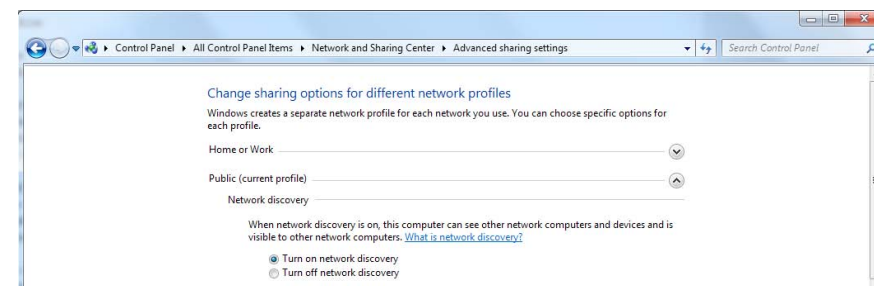 Control Panel ▸ All Control Panel Items ▸ Network and Sharing Center ▸ Advanced sharing settings
Search Control Panel
Change sharing options for different network profiles
Windows creates a separate network profile for each network you use. You can choose specific options for
each profile.
Home or Work
Public (current profile)
Network discovery
When network discovery is on, this computer can see other network computers and devices and is
visible to other network computers. What is network discovery?
Turn on network discovery
Turn off network discovery